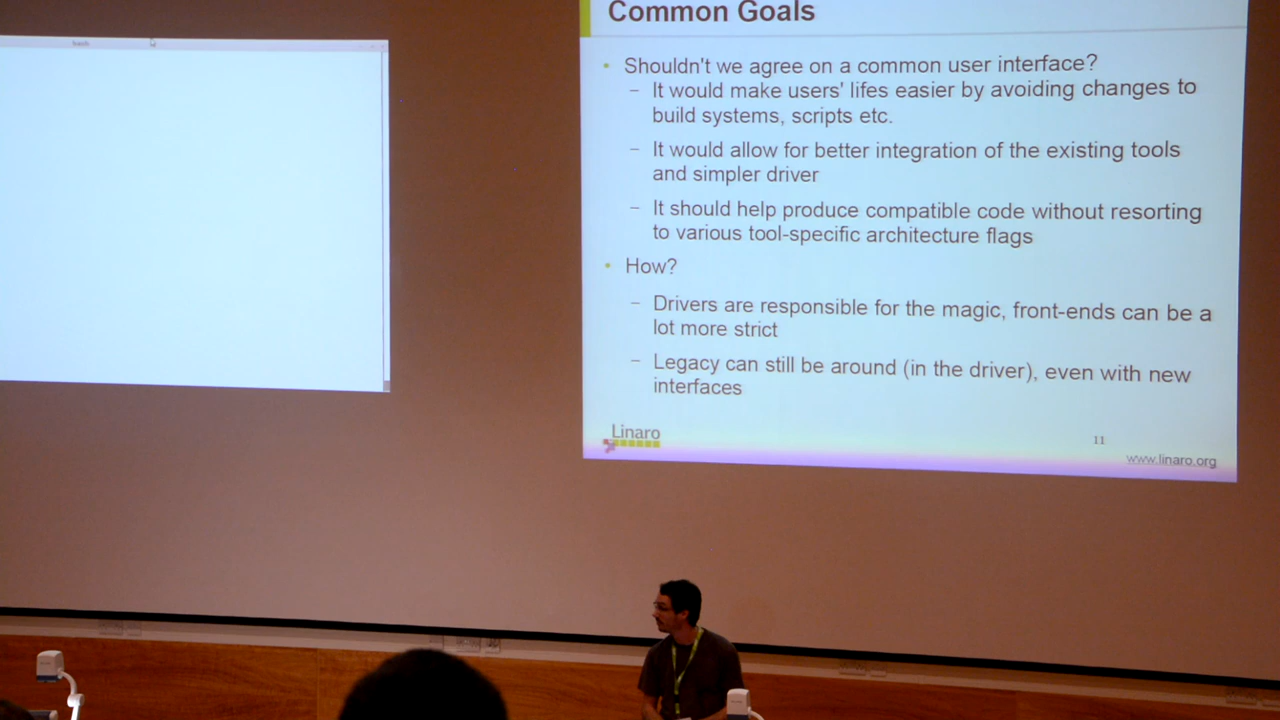 Common Goals
Shouldn't we agree on a common user interface?
– It would make users' lifes easier by avoiding changes to
build systems, scripts etc.
– It would allow for better integration of the existing tools
and simpler driver
– It should help produce compatible code without resorting
to various tool-specific architecture flags
How?
– Drivers are responsible for the magic, front-ends can be a
lot more strict
– Legacy can still be around (in the driver), even with new
interfaces
Linaro
11
www.linaro.org